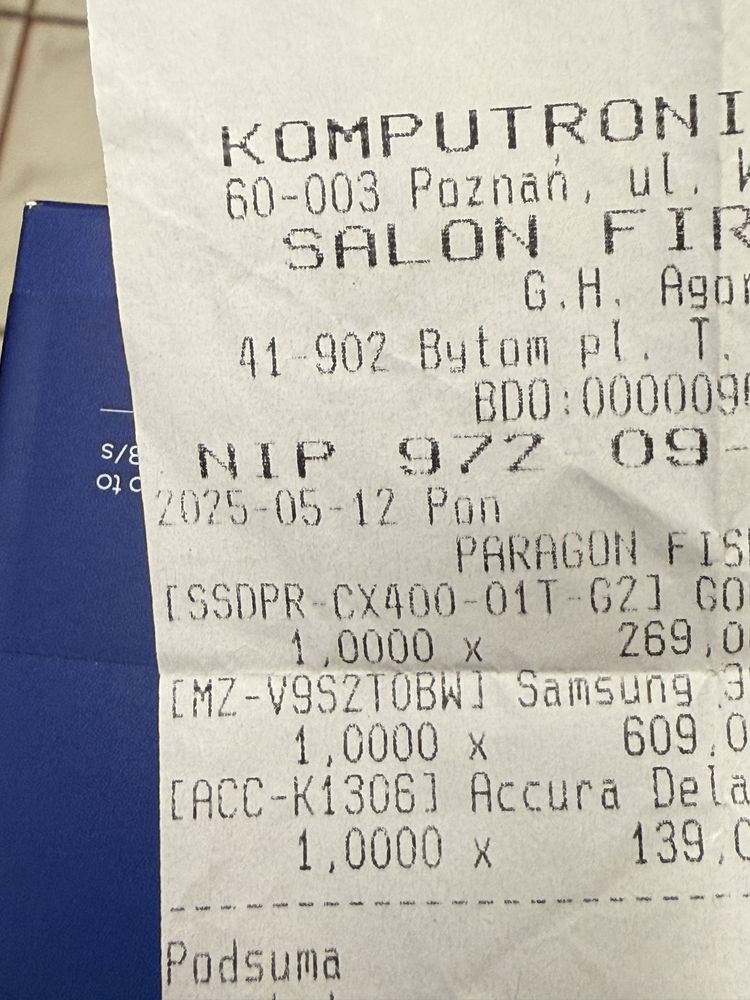 KOMPUTRONI
60-003 Poznań, ul.
SALON FIR
G.H. Agor
41-902 Bytom pl. T.
BDO:0000090
NIP 972 09-
2025-05-12 Pon
PARAGON FIS
[SSDPR-CX400-01T-G2] GO
1,0000 x 269,0
[MZ-V9S2T0BW] Samsung
1,0000 x 609,0
[ACC-K1306] Accura Dela
1,0000 x 139,0
Podsuma